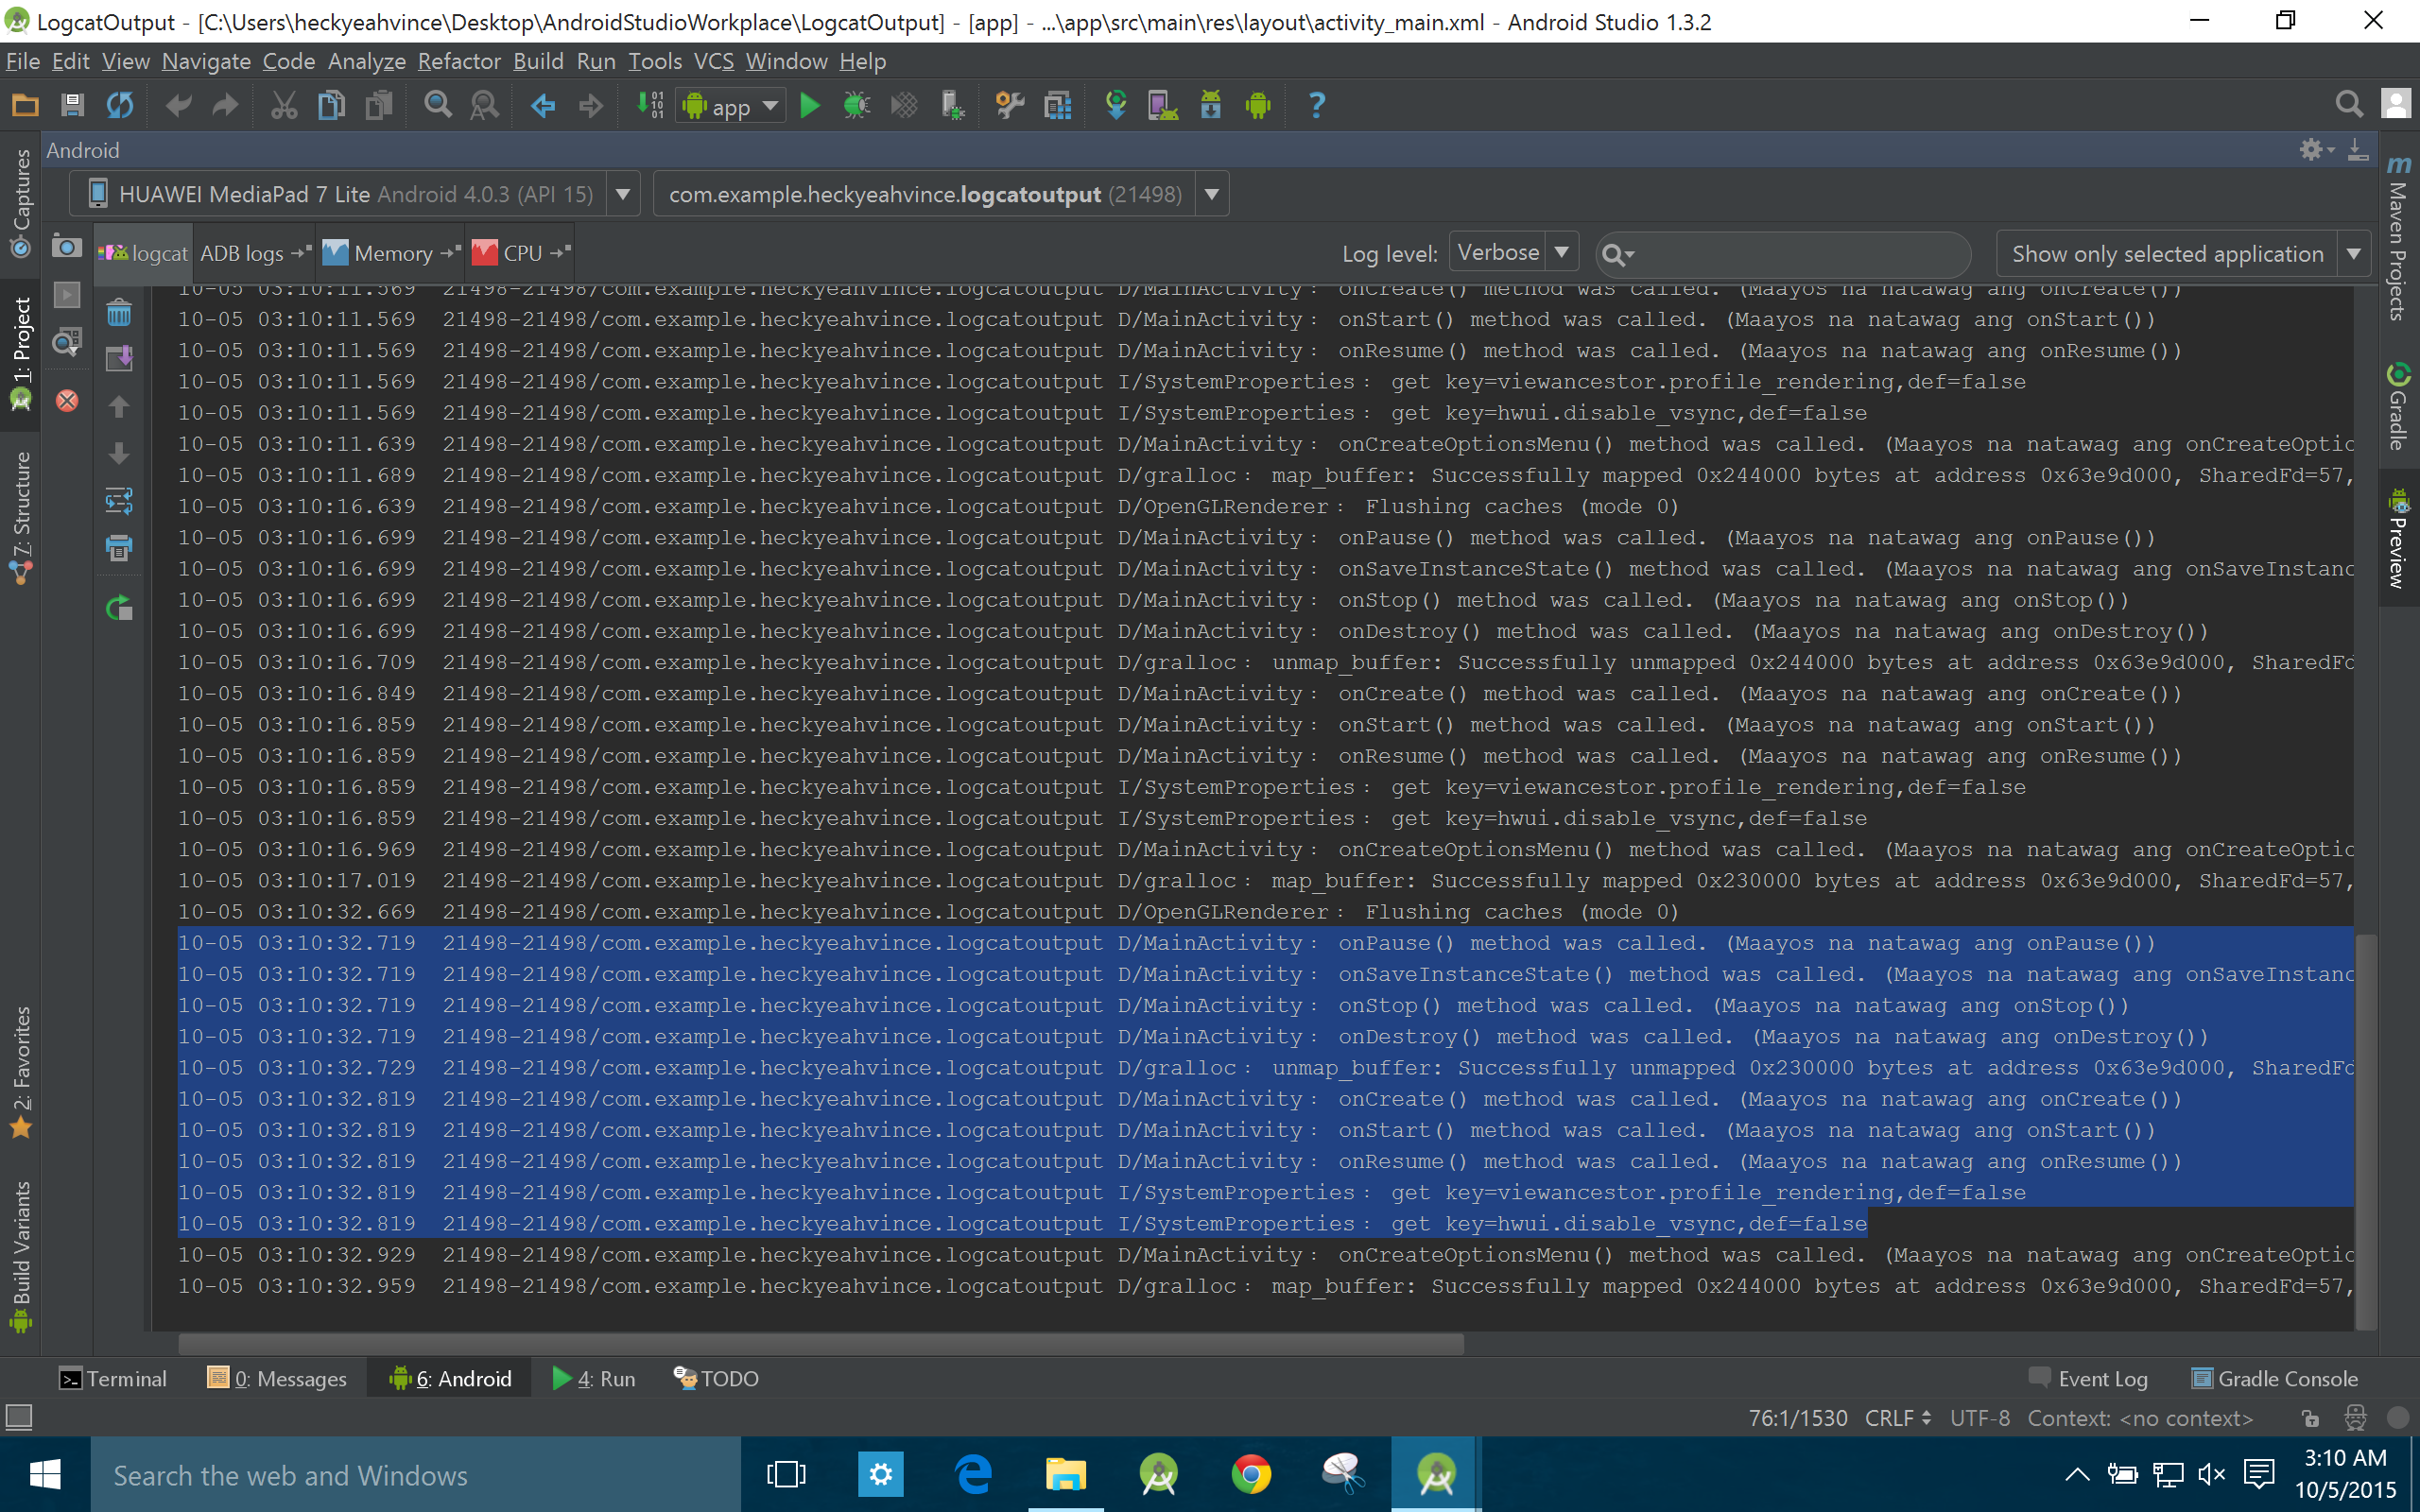 LogcatOutput - [C:\Users\heckyeahvince\Desktop\AndroidStudioWorkplace\LogcatOutput] - [app] - ...\app\src\main\res\layout\activity_main.xml - Android Studio 1.3.2
File Edit View Navigate Code Analyze Refactor Build Run Tools VCS Window Help
app
Android
HUAWEI MediaPad 7 Lite Android 4.0.3 (API 15)
com.example.heckyeahvince.logcatoutput (21498)
logcat
ADB logs
Memory
CPU
Log level: Verbose
Show only selected application
Captures
1: Project
7: Structure
2: Favorites
Build Variants
10-05 03:10:11.569 21498-21498/com.example.heckyeahvince.logcatoutput D/MainActivity: onCreate() method was called. (Maayos na natawag ang onCreate())
10-05 03:10:11.569 21498-21498/com.example.heckyeahvince.logcatoutput D/MainActivity: onStart() method was called. (Maayos na natawag ang onStart())
10-05 03:10:11.569 21498-21498/com.example.heckyeahvince.logcatoutput D/MainActivity: onResume() method was called. (Maayos na natawag ang onResume())
10-05 03:10:11.569 21498-21498/com.example.heckyeahvince.logcatoutput I/SystemProperties: get key=viewancestor.profile_rendering,def=false
10-05 03:10:11.569 21498-21498/com.example.heckyeahvince.logcatoutput I/SystemProperties: get key=hwui.disable_vsync,def=false
10-05 03:10:11.639 21498-21498/com.example.heckyeahvince.logcatoutput D/MainActivity: onCreateOptionsMenu() method was called. (Maayos na natawag ang onCreateOptic
10-05 03:10:11.689 21498-21498/com.example.heckyeahvince.logcatoutput D/gralloc: map_buffer: Successfully mapped 0x244000 bytes at address 0x63e9d000, SharedFd=57,
10-05 03:10:16.639 21498-21498/com.example.heckyeahvince.logcatoutput D/OpenGLRenderer: Flushing caches (mode 0)
10-05 03:10:16.699 21498-21498/com.example.heckyeahvince.logcatoutput D/MainActivity: onPause() method was called. (Maayos na natawag ang onPause())
10-05 03:10:16.699 21498-21498/com.example.heckyeahvince.logcatoutput D/MainActivity: onSaveInstanceState() method was called. (Maayos na natawag ang onSaveInstanc
10-05 03:10:16.699 21498-21498/com.example.heckyeahvince.logcatoutput D/MainActivity: onStop() method was called. (Maayos na natawag ang onStop())
10-05 03:10:16.699 21498-21498/com.example.heckyeahvince.logcatoutput D/MainActivity: onDestroy() method was called. (Maayos na natawag ang onDestroy())
10-05 03:10:16.709 21498-21498/com.example.heckyeahvince.logcatoutput D/gralloc: unmap_buffer: Successfully unmapped 0x244000 bytes at address 0x63e9d000, SharedFd
10-05 03:10:16.849 21498-21498/com.example.heckyeahvince.logcatoutput D/MainActivity: onCreate() method was called. (Maayos na natawag ang onCreate())
10-05 03:10:16.859 21498-21498/com.example.heckyeahvince.logcatoutput D/MainActivity: onStart() method was called. (Maayos na natawag ang onStart())
10-05 03:10:16.859 21498-21498/com.example.heckyeahvince.logcatoutput D/MainActivity: onResume() method was called. (Maayos na natawag ang onResume())
10-05 03:10:16.859 21498-21498/com.example.heckyeahvince.logcatoutput I/SystemProperties: get key=viewancestor.profile_rendering,def=false
10-05 03:10:16.859 21498-21498/com.example.heckyeahvince.logcatoutput I/SystemProperties: get key=hwui.disable_vsync,def=false
10-05 03:10:16.969 21498-21498/com.example.heckyeahvince.logcatoutput D/MainActivity: onCreateOptionsMenu() method was called. (Maayos na natawag ang onCreateOptic
10-05 03:10:17.019 21498-21498/com.example.heckyeahvince.logcatoutput D/gralloc: map_buffer: Successfully mapped 0x230000 bytes at address 0x63e9d000, SharedFd=57,
10-05 03:10:32.669 21498-21498/com.example.heckyeahvince.logcatoutput D/OpenGLRenderer: Flushing caches (mode 0)
10-05 03:10:32.719 21498-21498/com.example.heckyeahvince.logcatoutput D/MainActivity: onPause() method was called. (Maayos na natawag ang onPause())
10-05 03:10:32.719 21498-21498/com.example.heckyeahvince.logcatoutput D/MainActivity: onSaveInstanceState() method was called. (Maayos na natawag ang onSaveInstanc
10-05 03:10:32.719 21498-21498/com.example.heckyeahvince.logcatoutput D/MainActivity: onStop() method was called. (Maayos na natawag ang onStop())
10-05 03:10:32.719 21498-21498/com.example.heckyeahvince.logcatoutput D/MainActivity: onDestroy() method was called. (Maayos na natawag ang onDestroy())
10-05 03:10:32.729 21498-21498/com.example.heckyeahvince.logcatoutput D/gralloc: unmap_buffer: Successfully unmapped 0x230000 bytes at address 0x63e9d000, SharedFd
10-05 03:10:32.819 21498-21498/com.example.heckyeahvince.logcatoutput D/MainActivity: onCreate() method was called. (Maayos na natawag ang onCreate())
10-05 03:10:32.819 21498-21498/com.example.heckyeahvince.logcatoutput D/MainActivity: onStart() method was called. (Maayos na natawag ang onStart())
10-05 03:10:32.819 21498-21498/com.example.heckyeahvince.logcatoutput D/MainActivity: onResume() method was called. (Maayos na natawag ang onResume())
10-05 03:10:32.819 21498-21498/com.example.heckyeahvince.logcatoutput I/SystemProperties: get key=viewancestor.profile_rendering,def=false
10-05 03:10:32.819 21498-21498/com.example.heckyeahvince.logcatoutput I/SystemProperties: get key=hwui.disable_vsync,def=false
10-05 03:10:32.929 21498-21498/com.example.heckyeahvince.logcatoutput D/MainActivity: onCreateOptionsMenu() method was called. (Maayos na natawag ang onCreateOptic
10-05 03:10:32.959 21498-21498/com.example.heckyeahvince.logcatoutput D/gralloc: map_buffer: Successfully mapped 0x244000 bytes at address 0x63e9d000, SharedFd=57,
Maven Projects
Gradle
Preview
Terminal
0: Messages
6: Android
4: Run
TODO
Event Log
Gradle Console
76:1/1530 CRLF UTF-8 Context: <no context>
Search the web and Windows
3:10 AM
10/5/2015